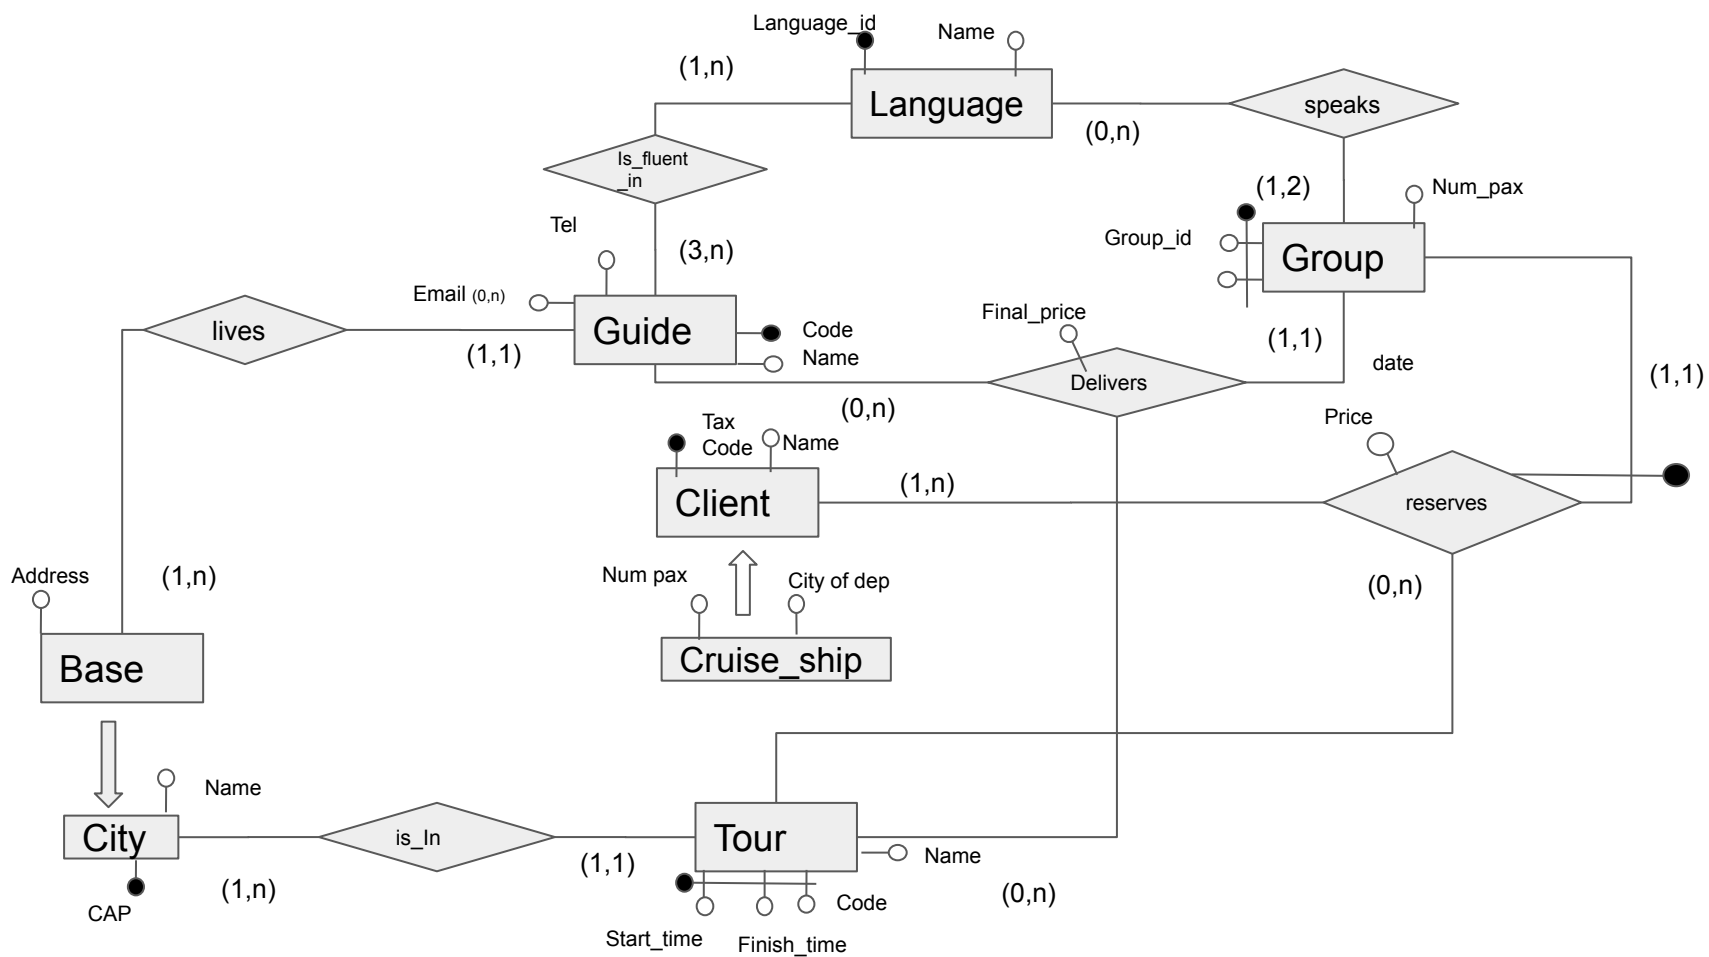 Language_id
Name
(1,n)
Language
speaks
(0,n)
Is_fluent
_in
(1,2)
Num_pax
Tel
Group_id
(3,n)
Group
Email (0,n)
Final_price
lives
Guide
Code
(1,1)
(1,1)
Name
date
Delivers
(1,1)
(0,n)
Tax
Code
Name
Price
(1,n)
Client
reserves
Address
(1,n)
Num pax
City of dep
(0,n)
Base
Cruise_ship
Name
City
is_In
Tour
(1,1)
Name
(1,n)
(0,n)
Code
CAP
Start_time
Finish_time